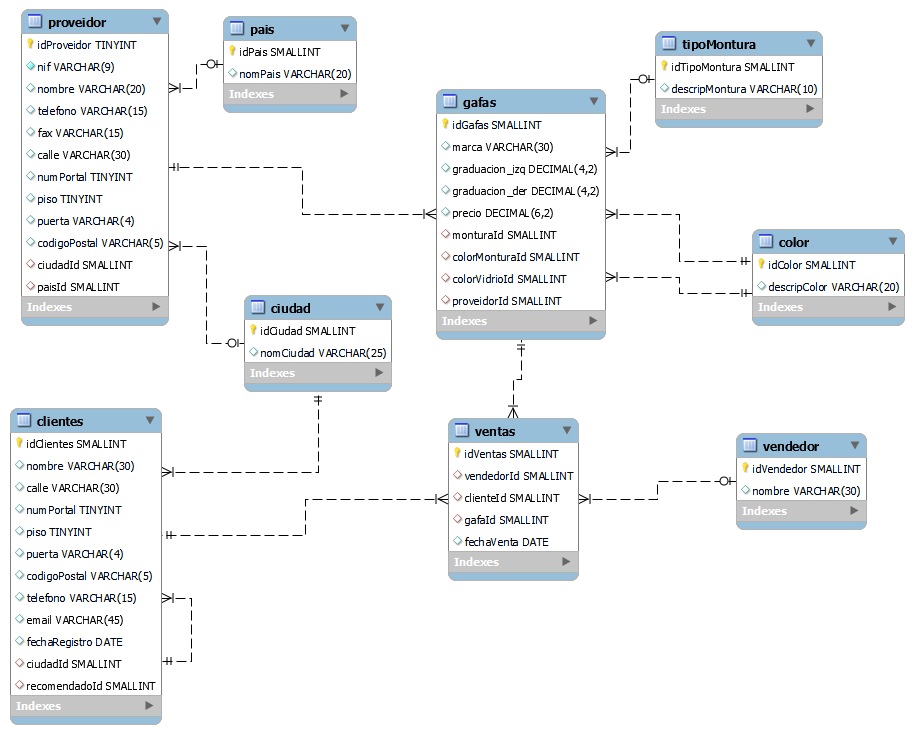 proveidor
idProveidor TINYINT
nif VARCHAR(9)
nombre VARCHAR(20)
telefono VARCHAR(15)
fax VARCHAR(15)
calle VARCHAR(30)
numPortal TINYINT
piso TINYINT
puerta VARCHAR(4)
codigoPostal VARCHAR(5)
ciudadId SMALLINT
paisId SMALLINT
Indexes
pais
idPais SMALLINT
nomPais VARCHAR(20)
Indexes
gafas
idGafas SMALLINT
marca VARCHAR(30)
graduacion_izq DECIMAL(4,2)
graduacion_der DECIMAL(4,2)
precio DECIMAL(6,2)
monturaId SMALLINT
colorMonturaId SMALLINT
colorVidrioId SMALLINT
proveidorId SMALLINT
Indexes
tipoMontura
idTipoMontura SMALLINT
descripMontura VARCHAR(10)
Indexes
color
idColor SMALLINT
descripColor VARCHAR(20)
Indexes
ciudad
idCiudad SMALLINT
nomCiudad VARCHAR(25)
Indexes
clientes
idClientes SMALLINT
nombre VARCHAR(30)
calle VARCHAR(30)
numPortal TINYINT
piso TINYINT
puerta VARCHAR(4)
codigoPostal VARCHAR(5)
telefono VARCHAR(15)
email VARCHAR(45)
fechaRegistro DATE
ciudadId SMALLINT
recomendadoId SMALLINT
Indexes
ventas
idVentas SMALLINT
vendedorId SMALLINT
clienteId SMALLINT
gafaId SMALLINT
fechaVenta DATE
Indexes
vendedor
idVendedor SMALLINT
nombre VARCHAR(30)
Indexes